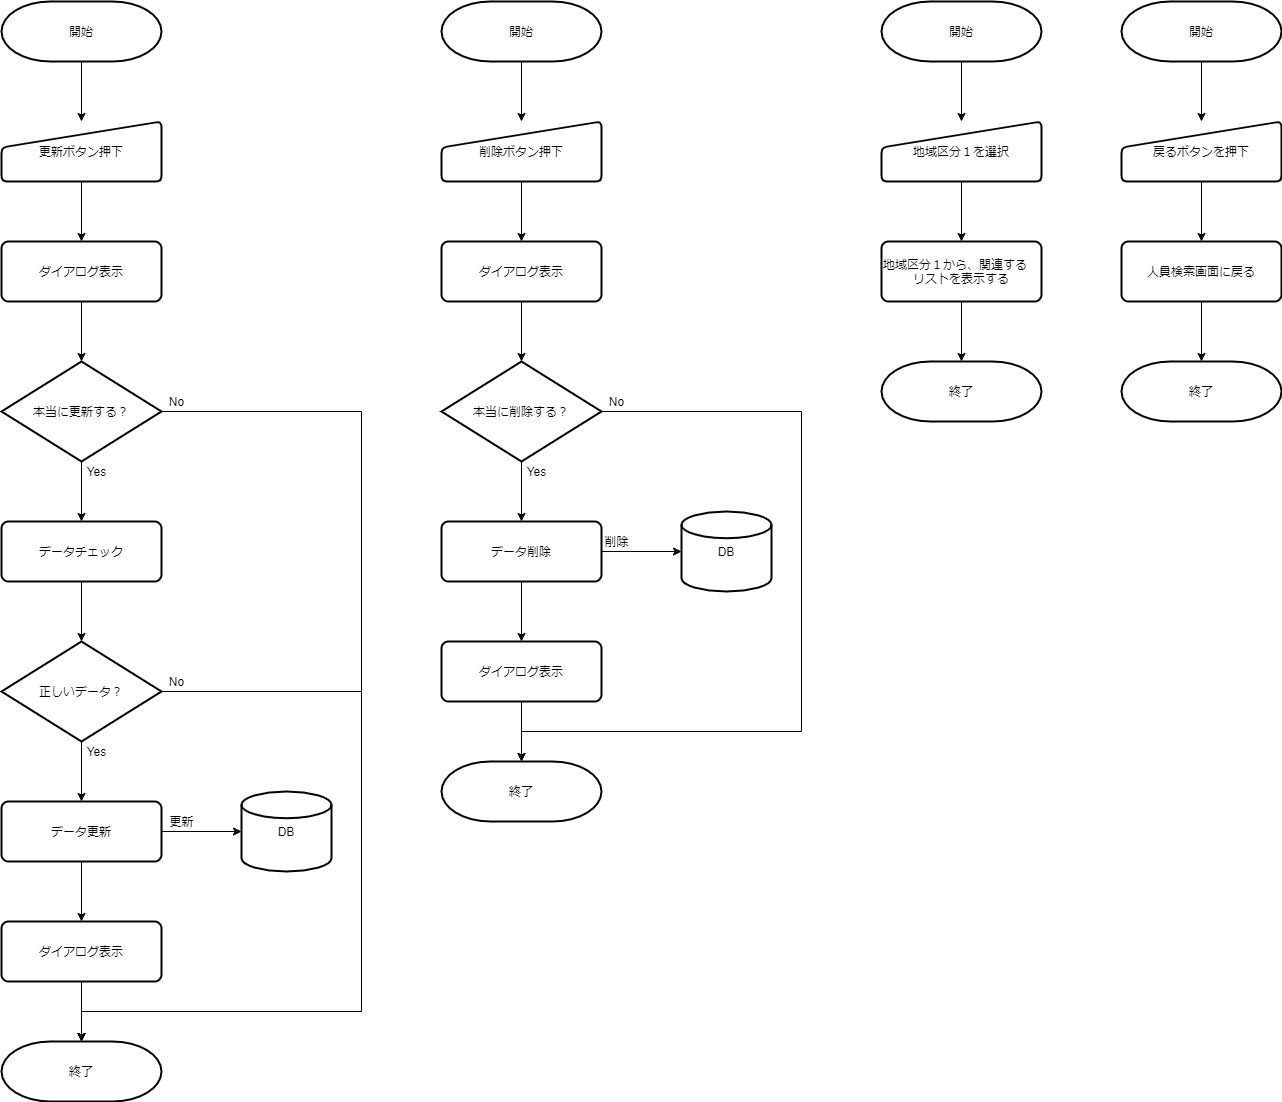 開始
更新ボタン押下
ダイアログ表示
本当に更新する？
No
Yes
データチェック
正しいデータ？
No
Yes
データ更新
更新
DB
ダイアログ表示
終了
開始
削除ボタン押下
ダイアログ表示
本当に削除する？
No
Yes
データ削除
削除
DB
ダイアログ表示
終了
開始
地域区分１を選択
地域区分１から、関連する
リストを表示する
終了
開始
戻るボタンを押下
人員検索画面に戻る
終了